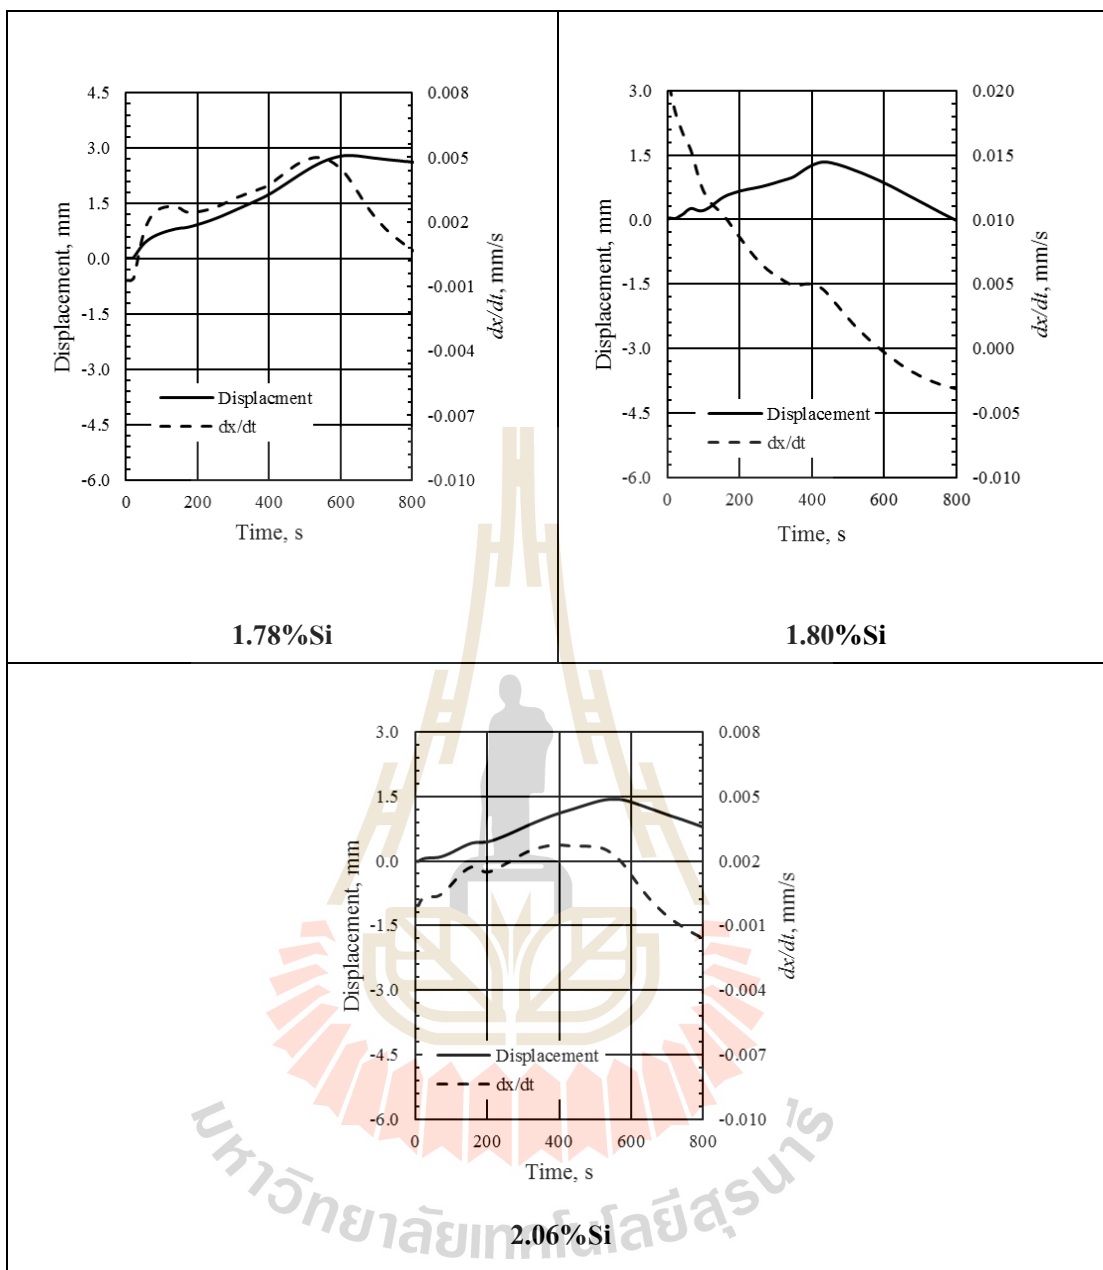 4.5
3.0
1.5
0.0
-1.5
-3.0
-4.5
-6.0
0.008
0.005
0.002
-0.001
-0.004
-0.007
-0.010
Displacement, mm
dx/dt, mm/s
Displacment
dx/dt
0 200 400 600 800
Time, s
1.78%Si
3.0
1.5
0.0
-1.5
-3.0
-4.5
-6.0
0.020
0.015
0.010
0.005
0.000
-0.005
-0.010
Displacement, mm
dx/dt, mm/s
Displacement
dx/dt
0 200 400 600 800
Time, s
1.80%Si
3.0
1.5
0.0
-1.5
-3.0
-4.5
-6.0
0.008
0.005
0.002
-0.001
-0.004
-0.007
-0.010
Displacement, mm
dx/dt, mm/s
Displacement
dx/dt
0 200 400 600 800
Time, s
2.06%Si
มหาวิทยาลัยเทคโนโลยีสุรนารี